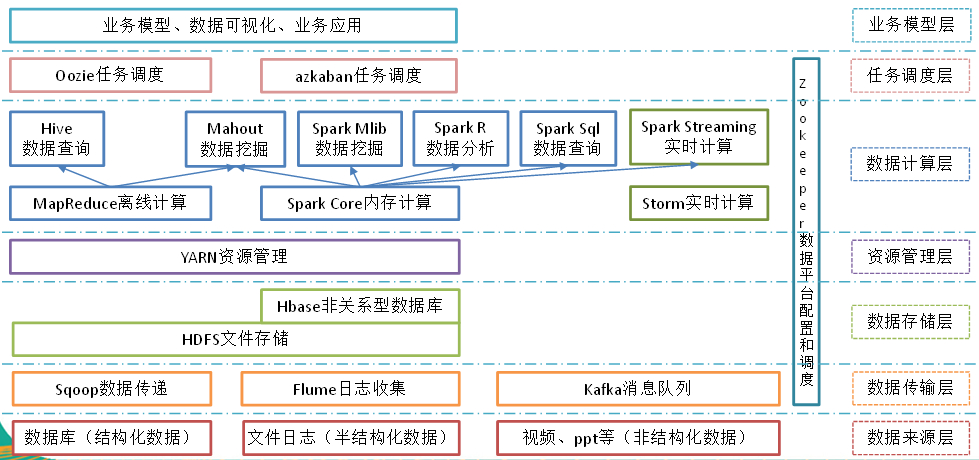 业务模型、数据可视化、业务应用
业务模型层
Oozie任务调度
azkaban任务调度
任务调度层
Zookeeper数据平台配置和调度
Hive
数据查询
Mahout
数据挖掘
Spark Mlib
数据挖掘
Spark R
数据分析
Spark Sql
数据查询
Spark Streaming
实时计算
数据计算层
MapReduce离线计算
Spark Core内存计算
Storm实时计算
YARN资源管理
资源管理层
Hbase非关系型数据库
HDFS文件存储
数据存储层
Sqoop数据传递
Flume日志收集
Kafka消息队列
数据传输层
数据库（结构化数据）
文件日志（半结构化数据）
视频、ppt等（非结构化数据）
数据来源层